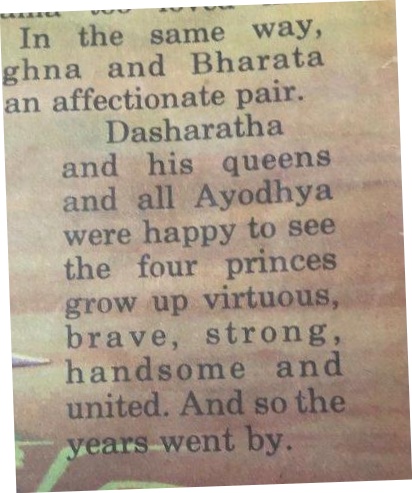 too loved
In the same way,
ghna and Bharata
an affectionate pair.
Dasharatha
and his queens
and all Ayodhya
were happy to see
the four princes
grow up virtuous,
brave, strong,
handsome and
united. And so the
years went by.